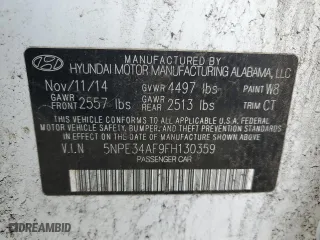 MANUFACTURED BY
HYUNDAI MOTOR MANUFACTURING ALABAMA, LLC
Nov/11/14 GVWR 4497 lbs PAINT W8
GAWR FRONT 2557 lbs GAWR REAR 2513 lbs TRIM CT
THIS VEHICLE CONFORMS TO ALL APPLICABLE U.S.A. FEDERAL
MOTOR VEHICLE SAFETY, BUMPER, AND THEFT PREVENTION
STANDARDS IN EFFECT ON THE DATE OF MANUFACTURE SHOWN ABOVE.
V.I.N 5NPE34AF9FH130359
PASSENGER CAR